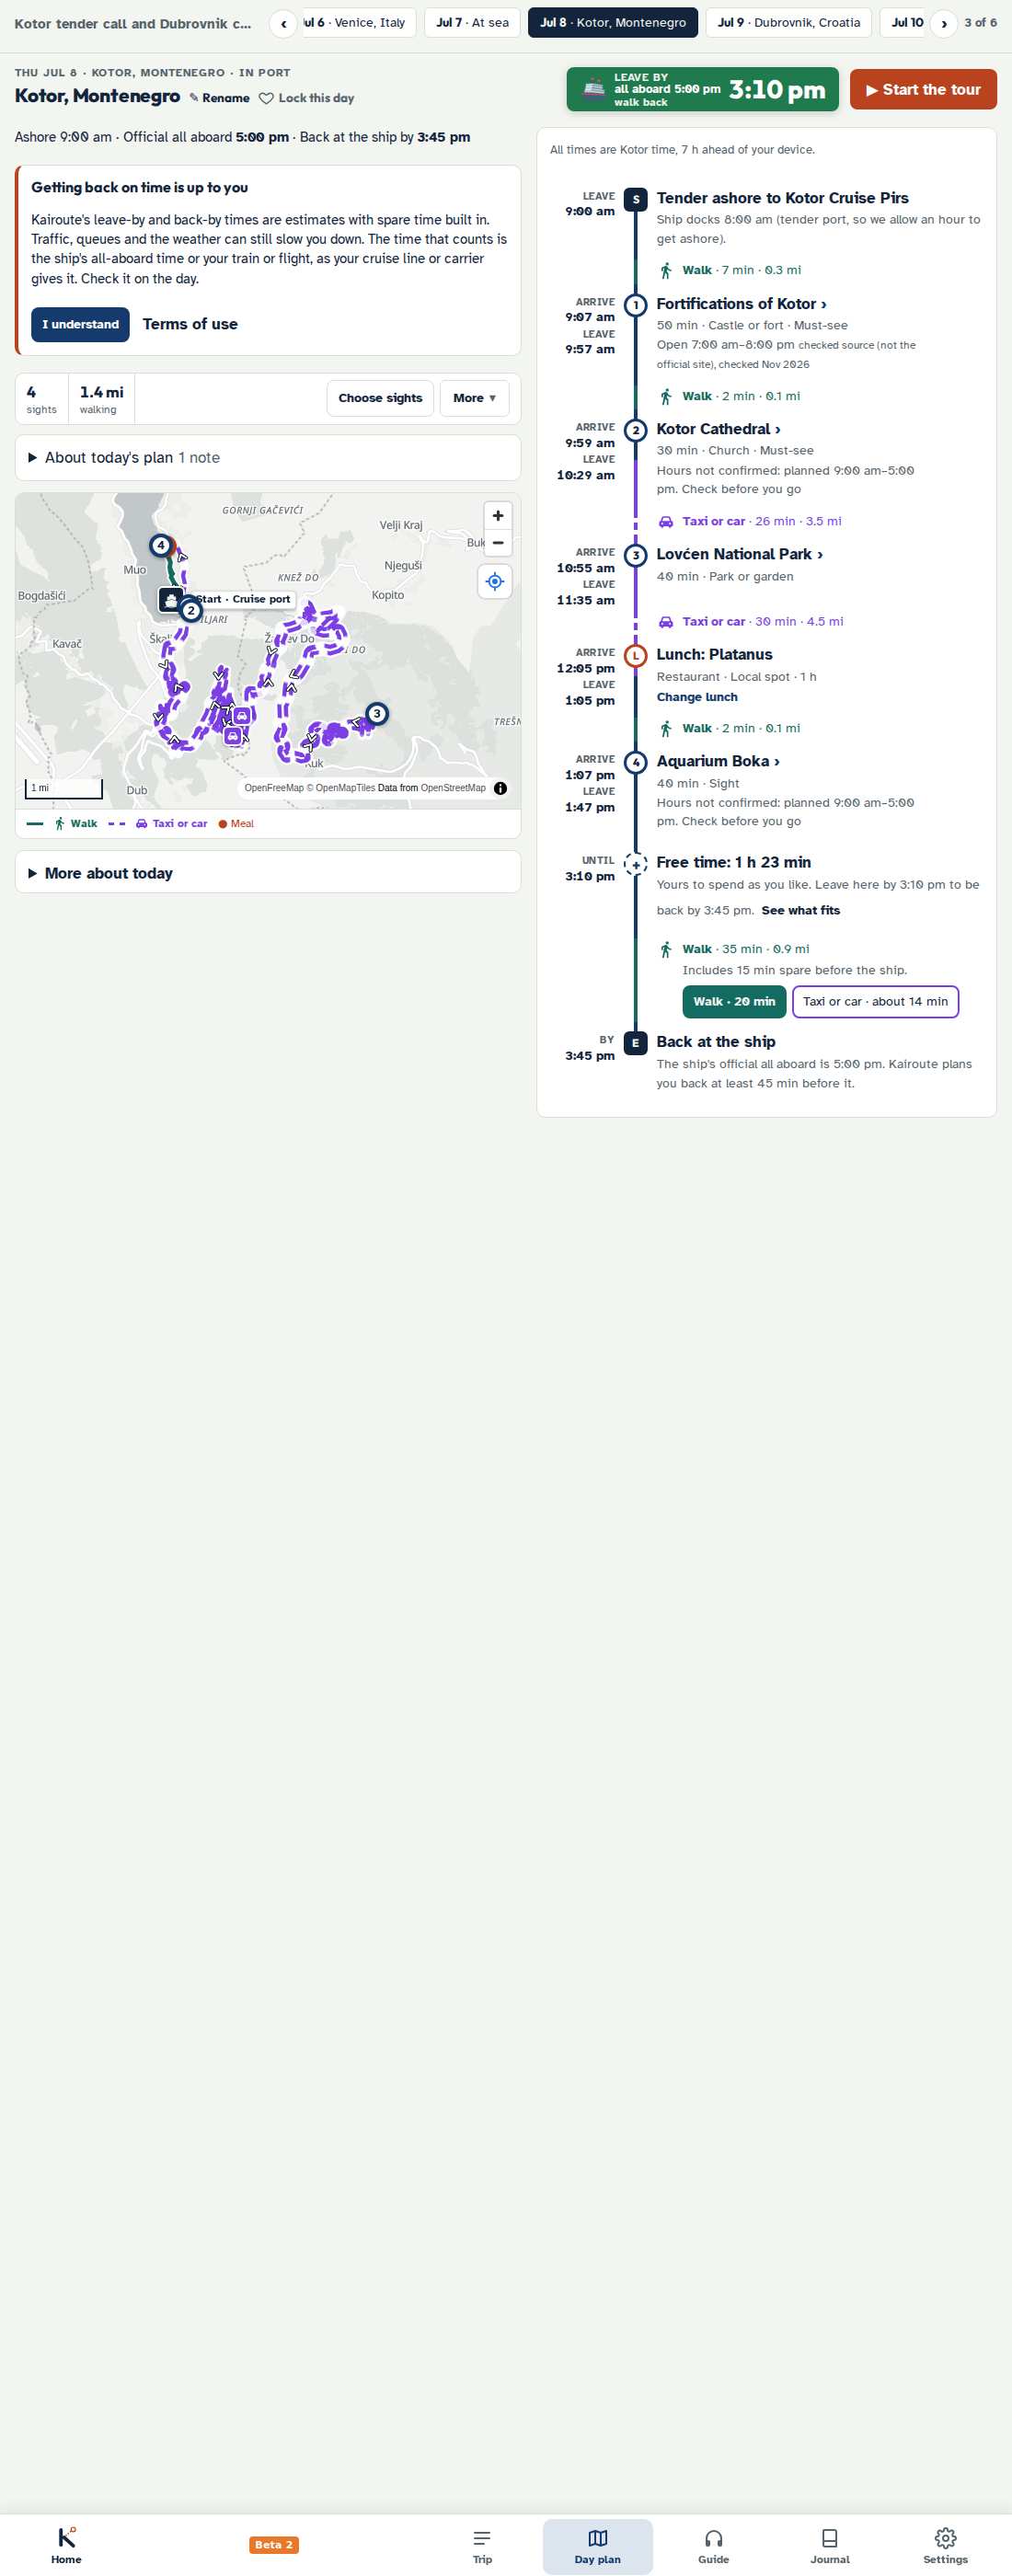 Kotor tender call and Dubrovnik c...
‹
Jul 6 · Venice, Italy
Jul 7 · At sea
Jul 8 · Kotor, Montenegro
Jul 9 · Dubrovnik, Croatia
Jul 10
›
3 of 6
THU JUL 8 · KOTOR, MONTENEGRO · IN PORT
Kotor, Montenegro
✎ Rename
Lock this day
LEAVE BY
all aboard 5:00 pm
walk back
3:10 pm
▶ Start the tour
Ashore 9:00 am · Official all aboard 5:00 pm · Back at the ship by 3:45 pm
Getting back on time is up to you
Kairoute's leave-by and back-by times are estimates with spare time built in.
Traffic, queues and the weather can still slow you down. The time that counts is
the ship's all-aboard time or your train or flight, as your cruise line or carrier
gives it. Check it on the day.
I understand
Terms of use
4
sights
1.4 mi
walking
Choose sights
More ▼
▶ About today's plan 1 note
GORNJI GAČEVIĆI
Velji Kraj
Njeguši
KNEŽ DO
Muo
Kopito
Bogdašići
Start · Cruise port
Kavač
4
2
3
Kuk
Dub
1 mi
OpenFreeMap © OpenMapTiles Data from OpenStreetMap
Walk
Taxi or car
Meal
▶ More about today
All times are Kotor time, 7 h ahead of your device.
LEAVE
9:00 am
S
Tender ashore to Kotor Cruise Pirs
Ship docks 8:00 am (tender port, so we allow an hour to
get ashore).
Walk · 7 min · 0.3 mi
ARRIVE
9:07 am
LEAVE
9:57 am
1
Fortifications of Kotor ›
50 min · Castle or fort · Must-see
Open 7:00 am–8:00 pm checked source (not the
official site), checked Nov 2026
Walk · 2 min · 0.1 mi
ARRIVE
9:59 am
LEAVE
10:29 am
2
Kotor Cathedral ›
30 min · Church · Must-see
Hours not confirmed: planned 9:00 am–5:00
pm. Check before you go
Taxi or car · 26 min · 3.5 mi
ARRIVE
10:55 am
LEAVE
11:35 am
3
Lovćen National Park ›
40 min · Park or garden
Taxi or car · 30 min · 4.5 mi
ARRIVE
12:05 pm
LEAVE
1:05 pm
L
Lunch: Platanus
Restaurant · Local spot · 1 h
Change lunch
Walk · 2 min · 0.1 mi
ARRIVE
1:07 pm
LEAVE
1:47 pm
4
Aquarium Boka ›
40 min · Sight
Hours not confirmed: planned 9:00 am–5:00
pm. Check before you go
UNTIL
3:10 pm
+
Free time: 1 h 23 min
Yours to spend as you like. Leave here by 3:10 pm to be
back by 3:45 pm. See what fits
Walk · 35 min · 0.9 mi
Includes 15 min spare before the ship.
Walk · 20 min
Taxi or car · about 14 min
BY
3:45 pm
E
Back at the ship
The ship's official all aboard is 5:00 pm. Kairoute plans
you back at least 45 min before it.
Home
Beta 2
Trip
Day plan
Guide
Journal
Settings